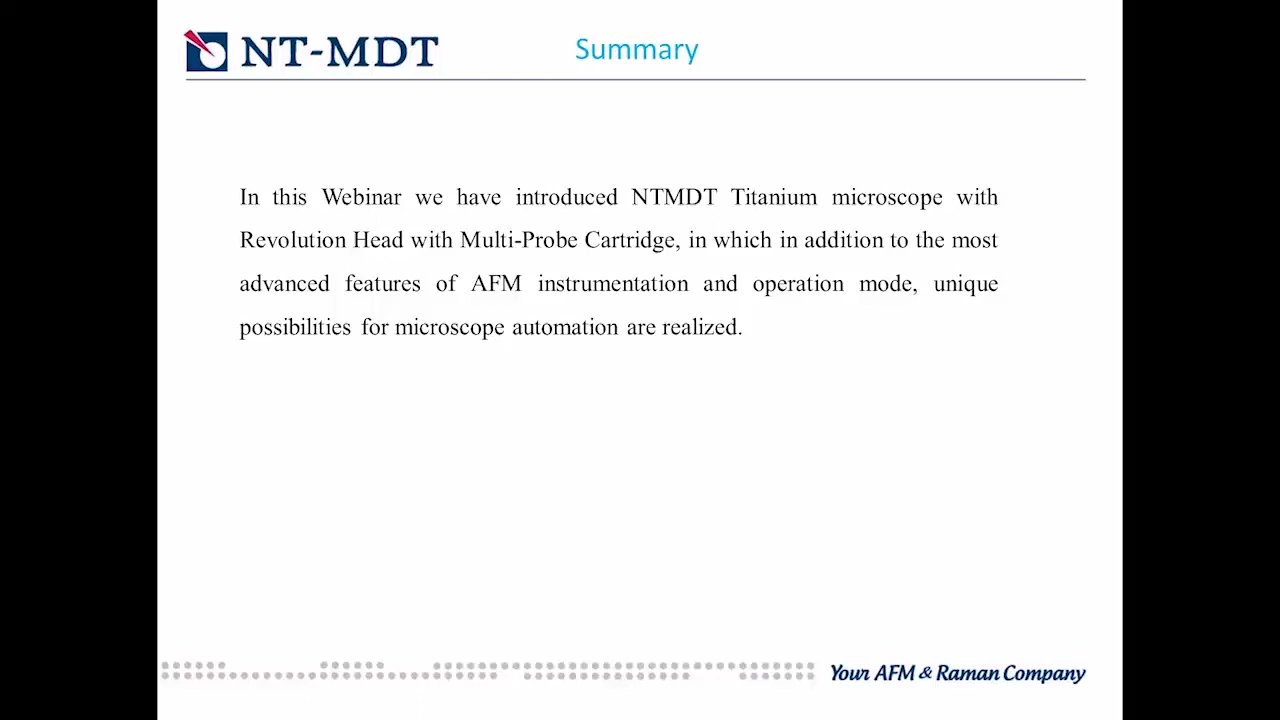 NT-MDT
Summary
In this Webinar we have introduced NTMDT Titanium microscope with
Revolution Head with Multi-Probe Cartridge, in which in addition to the most
advanced features of AFM instrumentation and operation mode, unique
possibilities for microscope automation are realized.
Your AFM & Raman Company